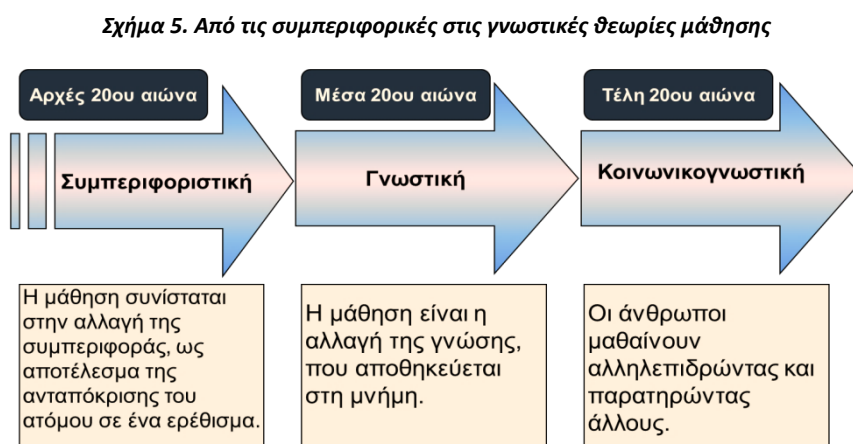 Σχήμα 5. Από τις συμπεριφορικές στις γνωστικές θεωρίες μάθησης
Αρχές 20ου αιώνα
Μέσα 20ου αιώνα
Τέλη 20ου αιώνα
Συμπεριφοριστική
Γνωστική
Κοινωνικογνωστική
Η μάθηση συνίσταται
στην αλλαγή της
συμπεριφοράς, ως
αποτέλεσμα της
ανταπόκρισης του
ατόμου σε ένα ερέθισμα.
Η μάθηση είναι η
αλλαγή της γνώσης,
που αποθηκεύεται
στη μνήμη.
Οι άνθρωποι
μαθαίνουν
αλληλεπιδρώντας και
παρατηρώντας
άλλους.